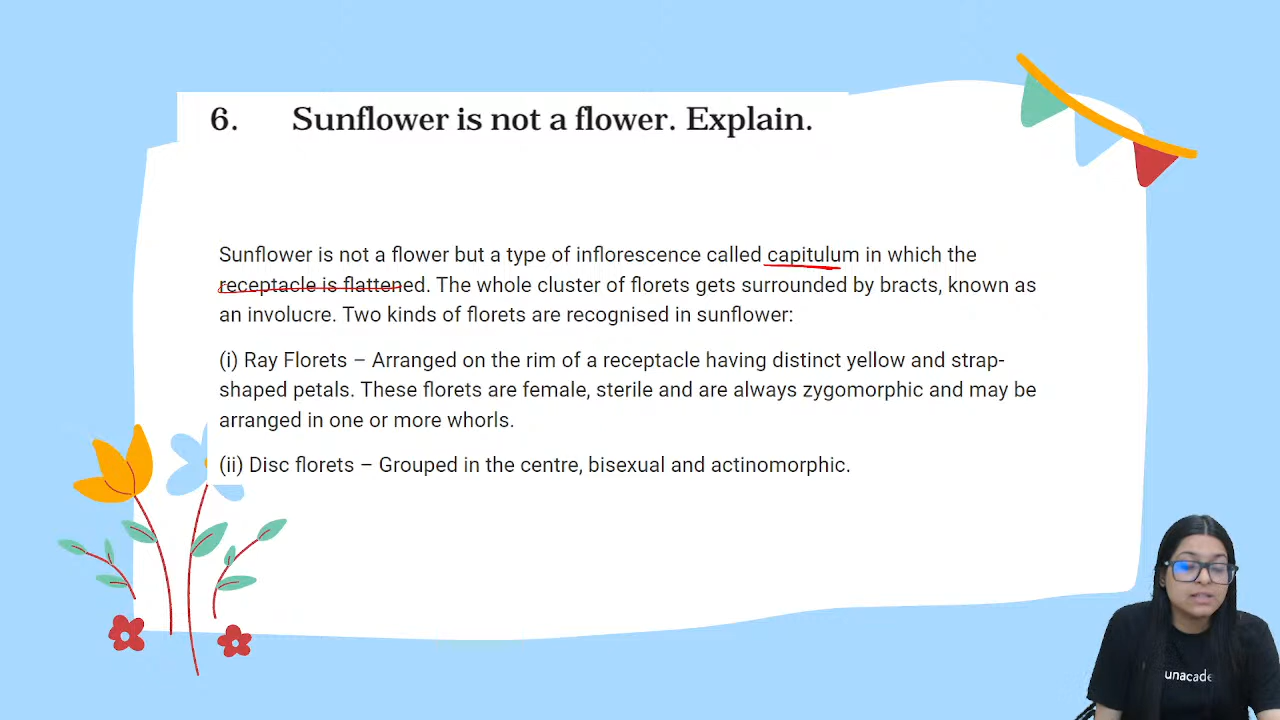 6. Sunflower is not a flower. Explain.
Sunflower is not a flower but a type of inflorescence called capitulum in which the
receptacle is flattened. The whole cluster of florets gets surrounded by bracts, known as
an involucre. Two kinds of florets are recognised in sunflower:
(i) Ray Florets – Arranged on the rim of a receptacle having distinct yellow and strap-
shaped petals. These florets are female, sterile and are always zygomorphic and may be
arranged in one or more whorls.
(ii) Disc florets – Grouped in the centre, bisexual and actinomorphic.
unacade